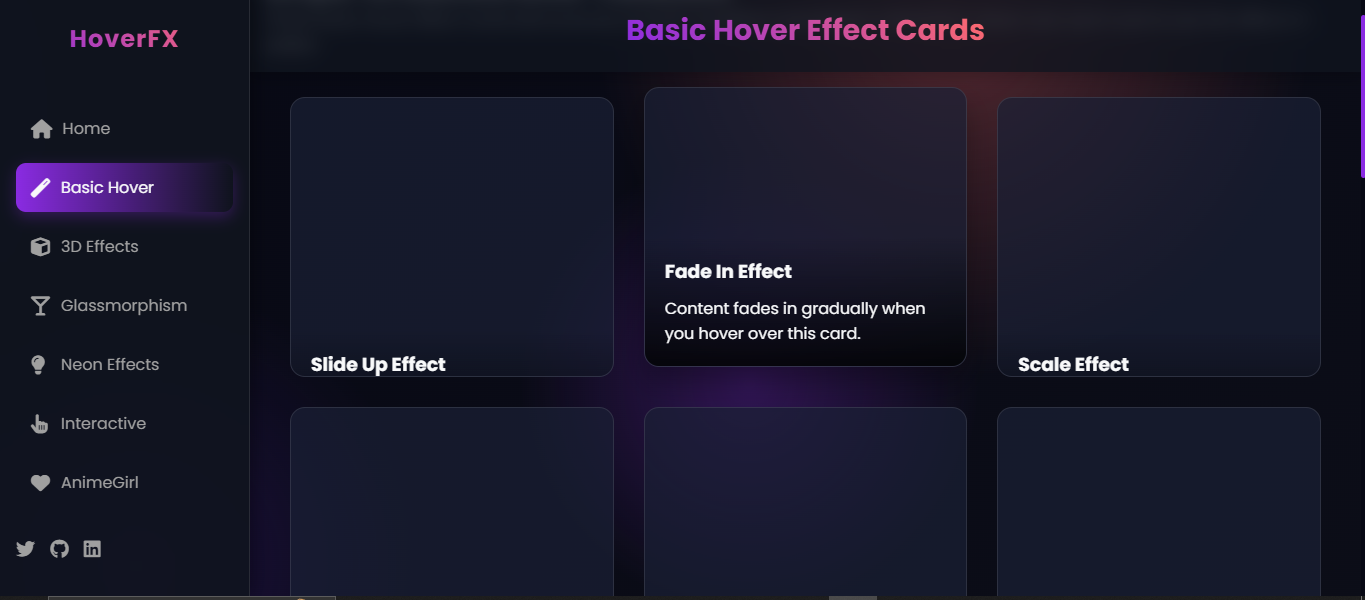 HoverFX
Home
Basic Hover
3D Effects
Glassmorphism
Neon Effects
Interactive
AnimeGirl
Basic Hover Effect Cards
Slide Up Effect
Fade In Effect
Content fades in gradually when
you hover over this card.
Scale Effect